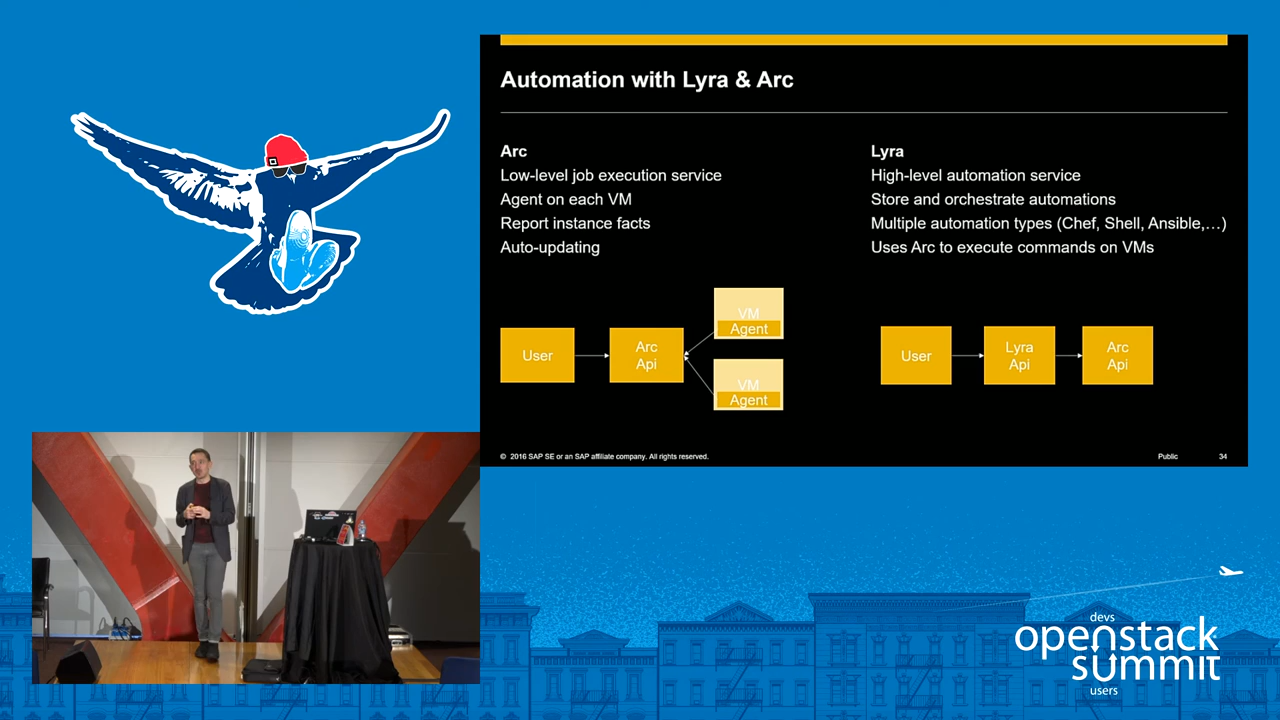 Automation with Lyra & Arc
Arc
Low-level job execution service
Agent on each VM
Report instance facts
Auto-updating
User
Arc
Api
VM
Agent
VM
Agent
Lyra
High-level automation service
Store and orchestrate automations
Multiple automation types (Chef, Shell, Ansible,…)
Uses Arc to execute commands on VMs
User
Lyra
Api
Arc
Api
© 2016 SAP SE or an SAP affiliate company. All rights reserved.
Public
34
devs
openstack
summit
users